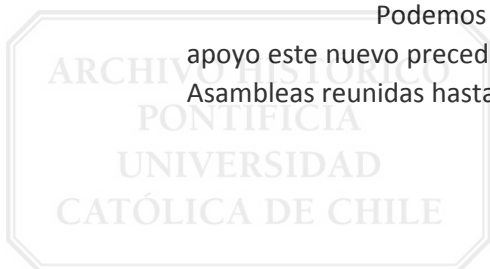 Podemos
apoyo este nuevo preced
Asambleas reunidas hasta
ARCHIVO HISTÓRICO
PONTIFICIA
UNIVERSIDAD
CATÓLICA DE CHILE